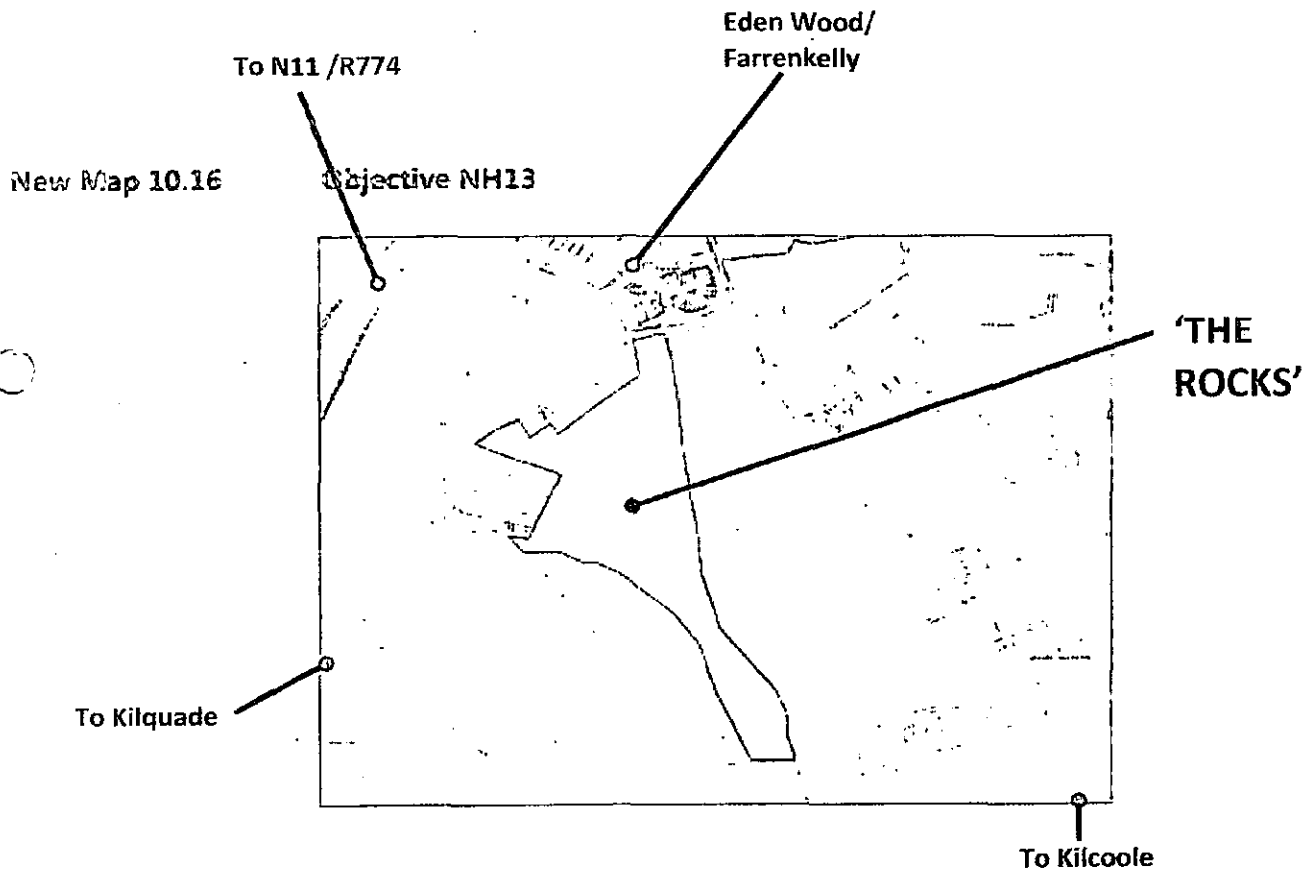 Eden Wood/
Farrenkelly
To N11 /R774
New Map 10.16 Objective NH13
'THE
ROCKS'
To Kilquade
To Kilcoole